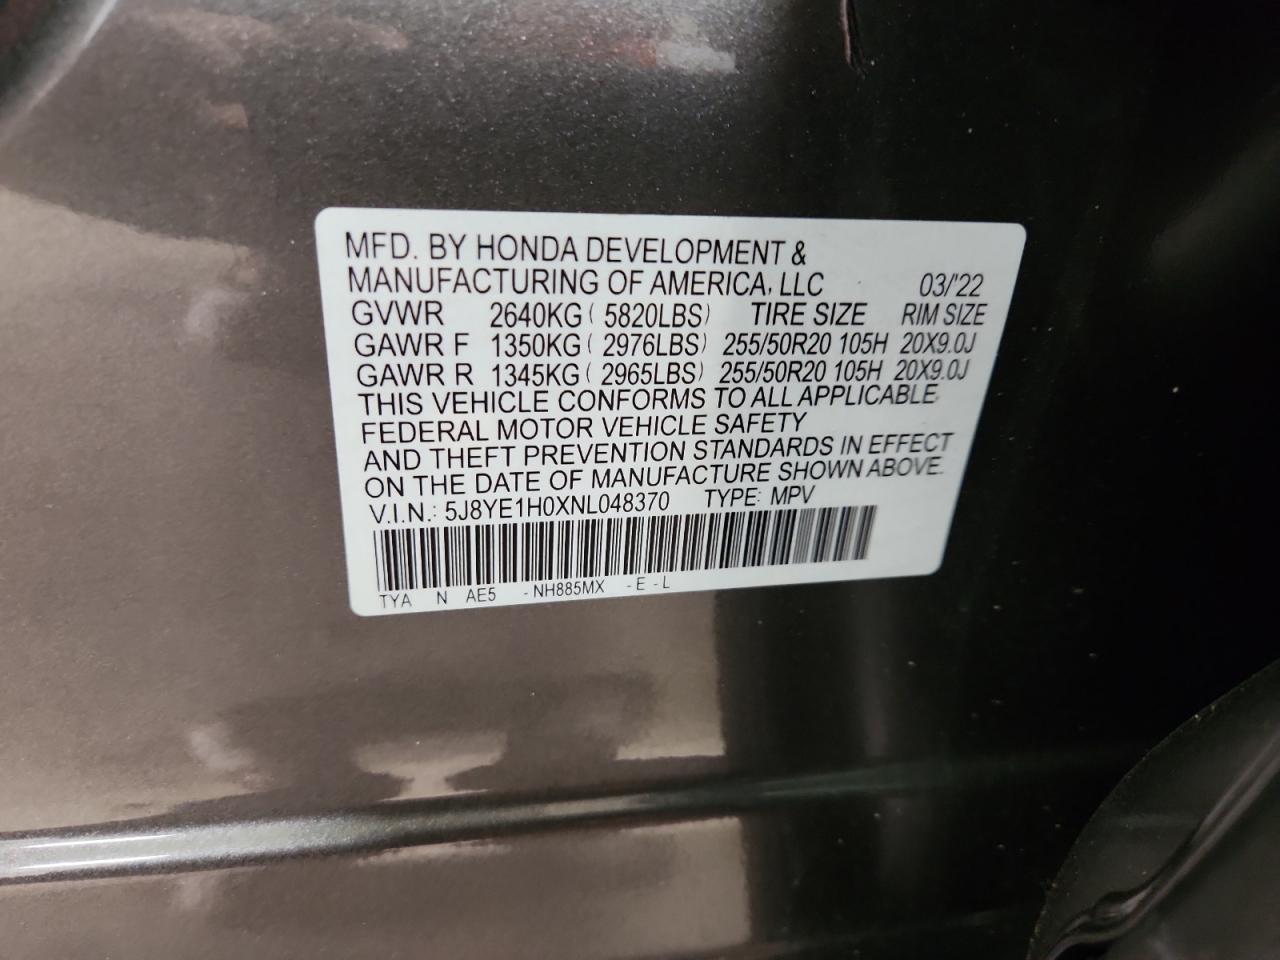 MFD. BY HONDA DEVELOPMENT &
MANUFACTURING OF AMERICA, LLC 03/'22
GVWR 2640KG ( 5820LBS) TIRE SIZE RIM SIZE
GAWR F 1350KG ( 2976LBS) 255/50R20 105H 20X9.0J
GAWR R 1345KG ( 2965LBS) 255/50R20 105H 20X9.0J
THIS VEHICLE CONFORMS TO ALL APPLICABLE
FEDERAL MOTOR VEHICLE SAFETY
AND THEFT PREVENTION STANDARDS IN EFFECT
ON THE DATE OF MANUFACTURE SHOWN ABOVE.
V.I.N.: 5J8YE1H0XNL048370 TYPE: MPV
TYA N AE5 -NH885MX -E-L